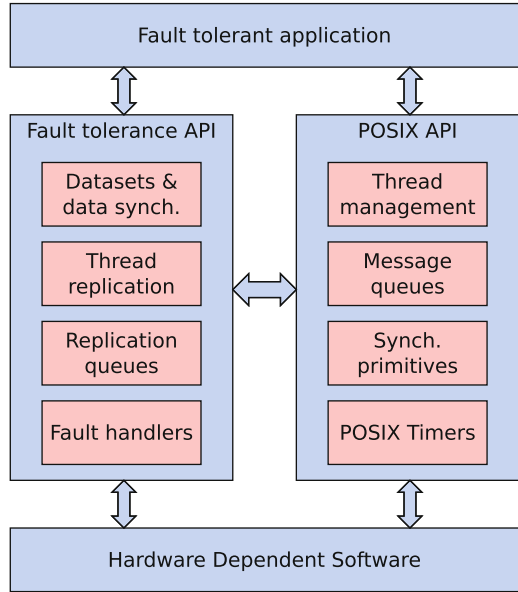 Fault tolerant application
Fault tolerance API
Datasets &
data synch.
Thread
replication
Replication
queues
Fault handlers
POSIX API
Thread
management
Message
queues
Synch.
primitives
POSIX Timers
Hardware Dependent Software